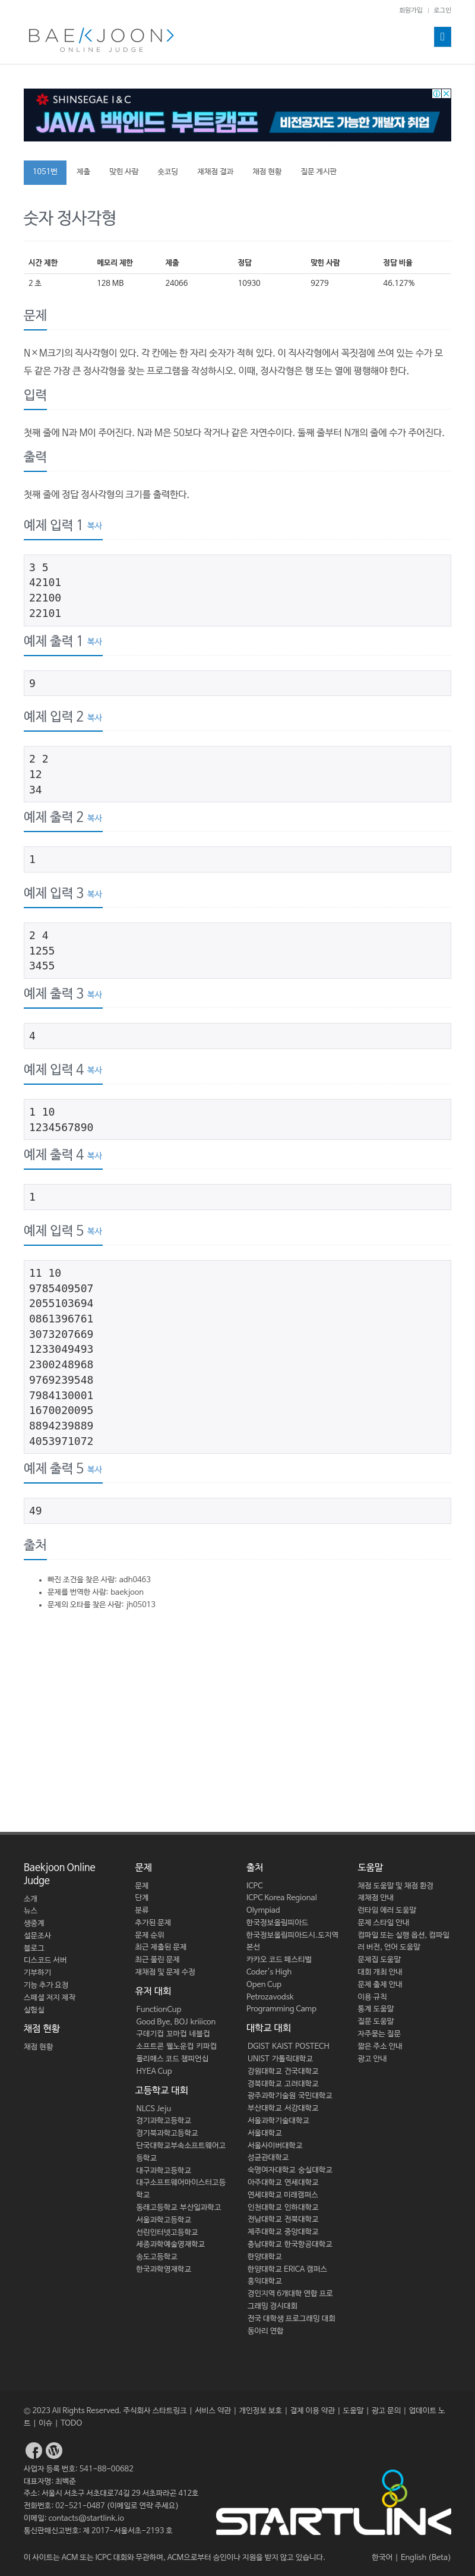 회원가입 | 로그인
BAEKJOON>
ONLINE JUDGE
SHINSEGAE I&C
JAVA 백엔드 부트캠프
비전공자도 가능한 개발자 취업
1051번 제출 맞힌 사람 숏코딩 재채점 결과 채점 현황 질문 게시판
숫자 정사각형
시간 제한 메모리 제한 제출 정답 맞힌 사람 정답 비율
2 초 128 MB 24066 10930 9279 46.127%
문제
N×M크기의 직사각형이 있다. 각 칸에는 한 자리 숫자가 적혀 있다. 이 직사각형에서 꼭짓점에 쓰여 있는 수가 모
두 같은 가장 큰 정사각형을 찾는 프로그램을 작성하시오. 이때, 정사각형은 행 또는 열에 평행해야 한다.
입력
첫째 줄에 N과 M이 주어진다. N과 M은 50보다 작거나 같은 자연수이다. 둘째 줄부터 N개의 줄에 수가 주어진다.
출력
첫째 줄에 정답 정사각형의 크기를 출력한다.
예제 입력 1 복사
3 5
42101
22100
22101
예제 출력 1 복사
9
예제 입력 2 복사
2 2
12
34
예제 출력 2 복사
1
예제 입력 3 복사
2 4
1255
3455
예제 출력 3 복사
4
예제 입력 4 복사
1 10
1234567890
예제 출력 4 복사
1
예제 입력 5 복사
11 10
9785409507
2055103694
0861396761
3073207669
1233049493
2300248968
9769239548
7984130001
1670020095
8894239889
4053971072
예제 출력 5 복사
49
출처
빠진 조건을 찾은 사람: adh0463
문제를 번역한 사람: baekjoon
문제의 오타를 찾은 사람: jh05013
Baekjoon Online
Judge
소개
뉴스
생중계
설문조사
블로그
디스코드 서버
기부하기
기능 추가 요청
스페셜 저지 제작
실험실
채점 현황
채점 현황
문제
문제
단계
분류
추가된 문제
문제 순위
최근 제출된 문제
최근 풀린 문제
재채점 및 문제 수정
유저 대회
FunctionCup
Good Bye, BOJ kriiicon
구데기컵 꼬마컵 네블컵
소프트콘 웰노운컵 키파컵
폴리매스 코드 챔피언십
HYEA Cup
고등학교 대회
NLCS Jeju
경기과학고등학교
경기북과학고등학교
단국대학교부속소프트웨어고
등학교
대구과학고등학교
대구소프트웨어마이스터고등
학교
동래고등학교 부산일과학고
서울과학고등학교
선린인터넷고등학교
세종과학예술영재학교
송도고등학교
한국과학영재학교
출처
ICPC
ICPC Korea Regional
Olympiad
한국정보올림피아드
한국정보올림피아드시.도지역
본선
카카오 코드 페스티벌
Coder's High
Open Cup
Petrozavodsk
Programming Camp
대학교 대회
DGIST KAIST POSTECH
UNIST 가톨릭대학교
강원대학교 건국대학교
경북대학교 고려대학교
광주과학기술원 국민대학교
부산대학교 서강대학교
서울과학기술대학교
서울대학교
서울사이버대학교
성균관대학교
숙명여자대학교 숭실대학교
아주대학교 연세대학교
연세대학교 미래캠퍼스
인천대학교 인하대학교
전남대학교 전북대학교
제주대학교 중앙대학교
충남대학교 한국항공대학교
한양대학교
한양대학교 ERICA 캠퍼스
홍익대학교
경인지역 6개대학 연합 프로
그래밍 경시대회
전국 대학생 프로그래밍 대회
동아리 연합
도움말
채점 도움말 및 채점 환경
재채점 안내
런타임 에러 도움말
문제 스타일 안내
컴파일 또는 실행 옵션, 컴파일
러 버전, 언어 도움말
문제집 도움말
대회 개최 안내
문제 출제 안내
이용 규칙
통계 도움말
질문 도움말
자주묻는 질문
짧은 주소 안내
광고 안내
© 2023 All Rights Reserved. 주식회사 스타트링크 | 서비스 약관 | 개인정보 보호 | 결제 이용 약관 | 도움말 | 광고 문의 | 업데이트 노
트 | 이슈 | TODO
사업자 등록 번호: 541-88-00682
대표자명: 최백준
주소: 서울시 서초구 서초대로74길 29 서초파라곤 412호
전화번호: 02-521-0487 (이메일로 연락 주세요)
이메일: contacts@startlink.io
통신판매신고번호: 제 2017-서울서초-2193 호
STARTLINK
이 사이트는 ACM 또는 ICPC 대회와 무관하며, ACM으로부터 승인이나 지원을 받지 않고 있습니다.
한국어 | English (Beta)